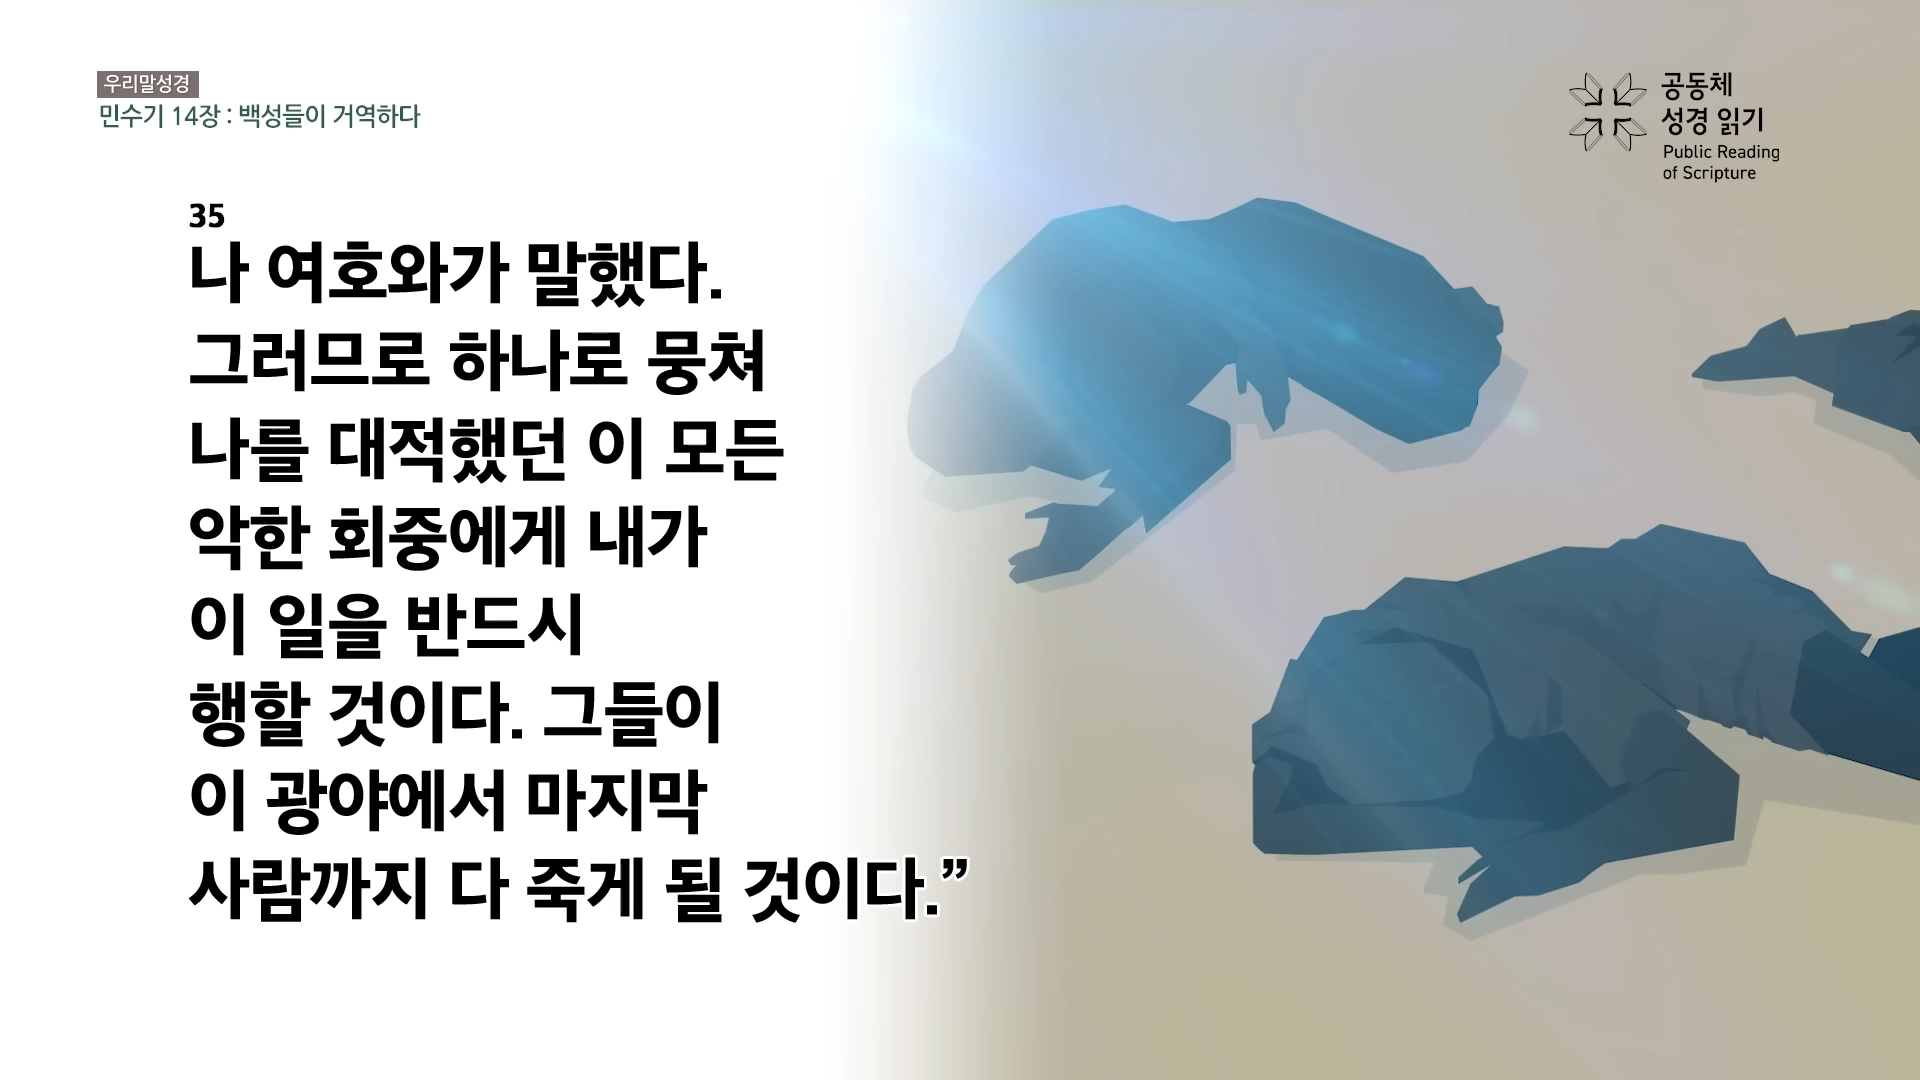 우리말성경
민수기 14장 : 백성들이 거역하다
공동체
성경 읽기
Public Reading
of Scripture
35
나 여호와가 말했다.
그러므로 하나로 뭉쳐
나를 대적했던 이 모든
악한 회중에게 내가
이 일을 반드시
행할 것이다. 그들이
이 광야에서 마지막
사람까지 다 죽게 될 것이다.”